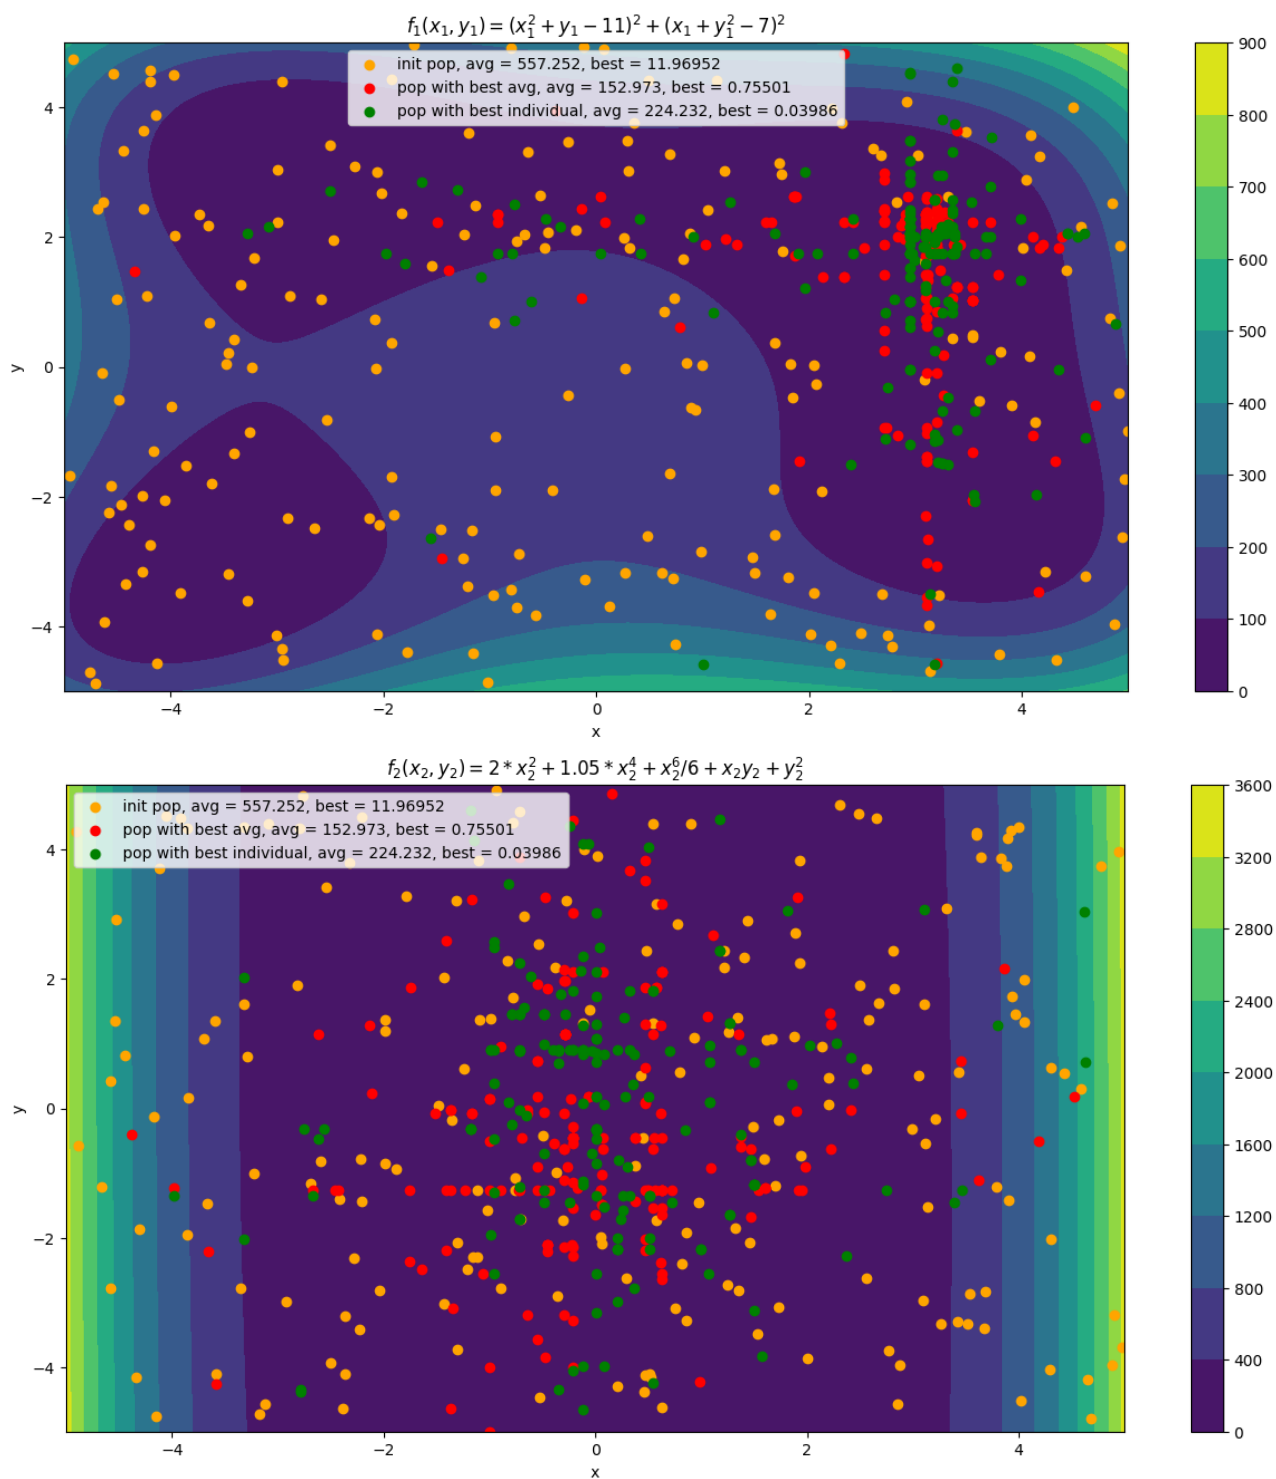 f₁(x₁, y₁) = (x₁² + y₁ − 11)² + (x₁ + y₁² − 7)²
init pop, avg = 557.252, best = 11.96952
pop with best avg, avg = 152.973, best = 0.75501
pop with best individual, avg = 224.232, best = 0.03986
900
800
700
600
500
400
300
200
100
0
4
2
0
−2
−4
y
−4 −2 0 2 4
x
f₂(x₂, y₂) = 2 * x₂² + 1.05 * x₂⁴ + x₂⁶/6 + x₂y₂ + y₂²
init pop, avg = 557.252, best = 11.96952
pop with best avg, avg = 152.973, best = 0.75501
pop with best individual, avg = 224.232, best = 0.03986
3600
3200
2800
2400
2000
1600
1200
800
400
0
4
2
0
−2
−4
y
−4 −2 0 2 4
x